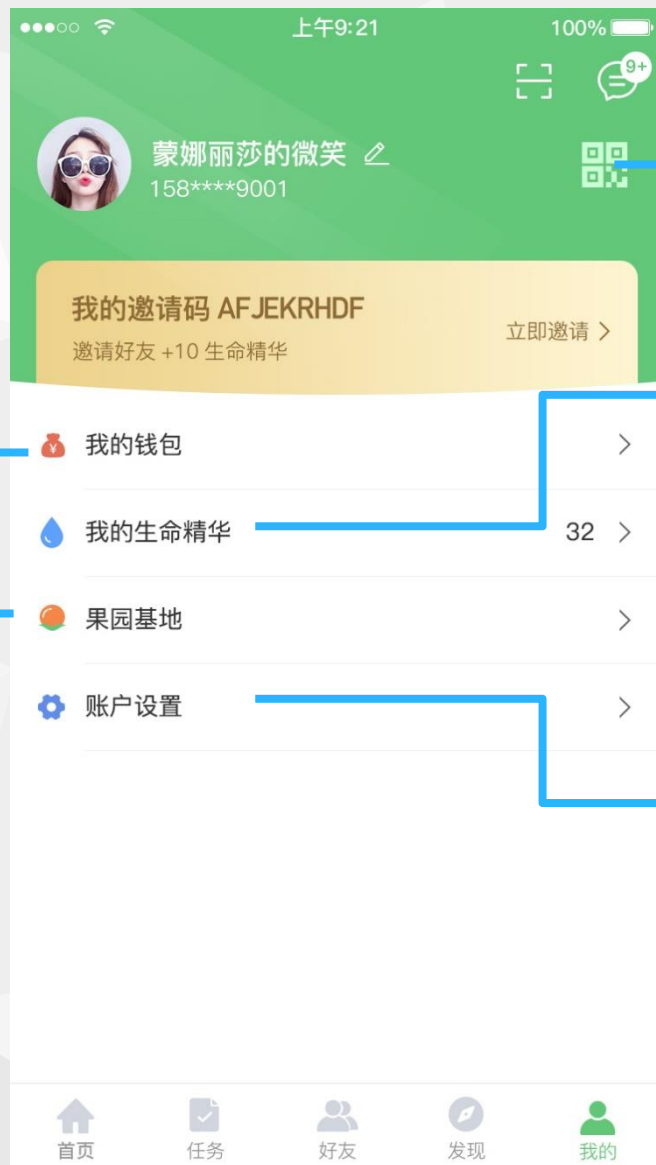 上午9:21
100%
9+
蒙娜丽莎的微笑
158****9001
我的邀请码 AFJEKRHDF
邀请好友 +10 生命精华
立即邀请
我的钱包
我的生命精华 32
果园基地
账户设置
首页 任务 好友 发现 我的